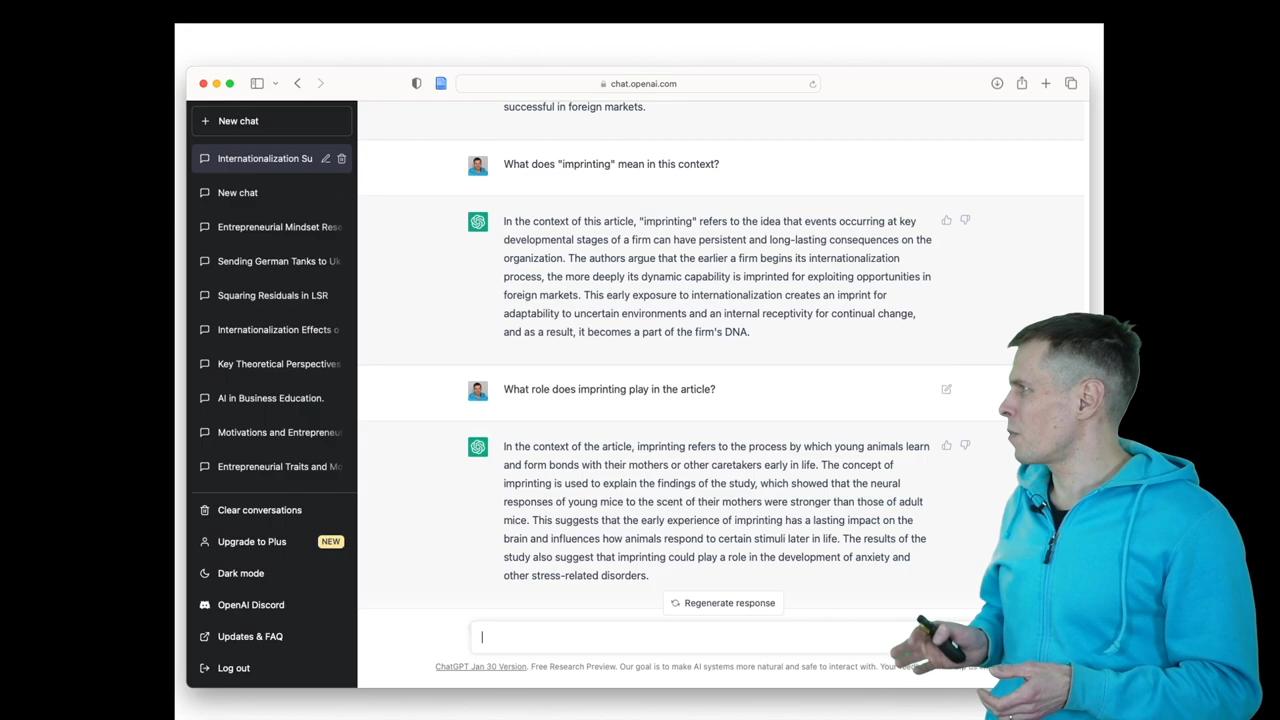 chat.openai.com
New chat
Internationalization Su
New chat
Entrepreneurial Mindset Reso
Sending German Tanks to Uk
Squaring Residuals in LSR
Internationalization Effects o
Key Theoretical Perspectives
AI in Business Education.
Motivations and Entrepreneu
Entrepreneurial Traits and Mo
Clear conversations
Upgrade to Plus NEW
Dark mode
OpenAI Discord
Updates & FAQ
Log out
successful in foreign markets.
What does "imprinting" mean in this context?
In the context of this article, "imprinting" refers to the idea that events occurring at key
developmental stages of a firm can have persistent and long-lasting consequences on the
organization. The authors argue that the earlier a firm begins its internationalization
process, the more deeply its dynamic capability is imprinted for exploiting opportunities in
foreign markets. This early exposure to internationalization creates an imprint for
adaptability to uncertain environments and an internal receptivity for continual change,
and as a result, it becomes a part of the firm's DNA.
What role does imprinting play in the article?
In the context of the article, imprinting refers to the process by which young animals learn
and form bonds with their mothers or other caretakers early in life. The concept of
imprinting is used to explain the findings of the study, which showed that the neural
responses of young mice to the scent of their mothers were stronger than those of adult
mice. This suggests that the early experience of imprinting has a lasting impact on the
brain and influences how animals respond to certain stimuli later in life. The results of the
study also suggest that imprinting could play a role in the development of anxiety and
other stress-related disorders.
Regenerate response
ChatGPT Jan 30 Version. Free Research Preview. Our goal is to make AI systems more natural and safe to interact with. Your